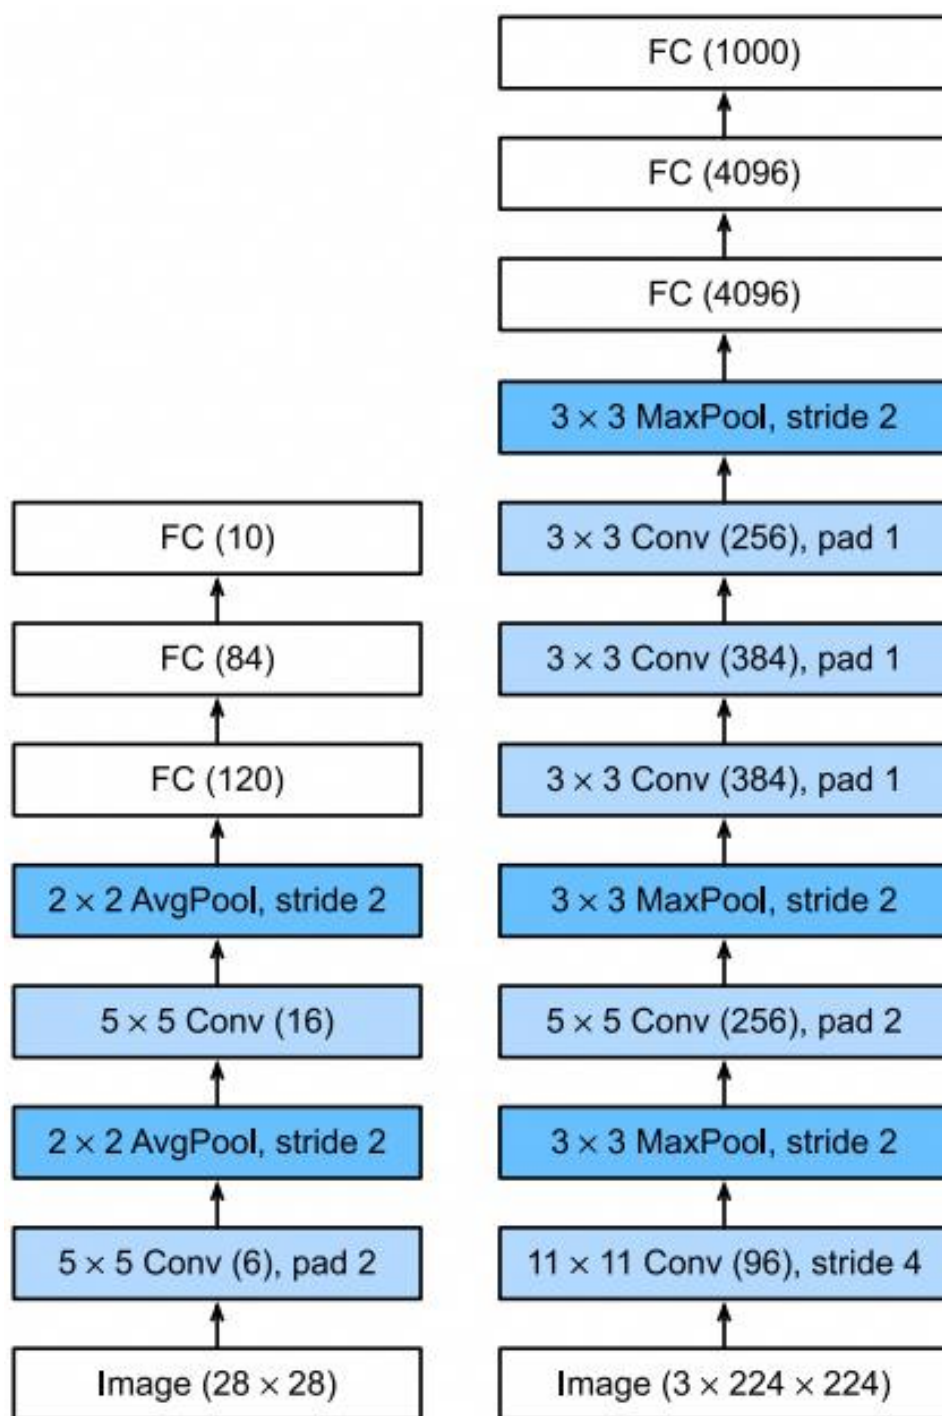 FC (1000)
FC (4096)
FC (4096)
3 × 3 MaxPool, stride 2
3 × 3 Conv (256), pad 1
3 × 3 Conv (384), pad 1
3 × 3 Conv (384), pad 1
3 × 3 MaxPool, stride 2
5 × 5 Conv (256), pad 2
3 × 3 MaxPool, stride 2
11 × 11 Conv (96), stride 4
Image (3 × 224 × 224)
FC (10)
FC (84)
FC (120)
2 × 2 AvgPool, stride 2
5 × 5 Conv (16)
2 × 2 AvgPool, stride 2
5 × 5 Conv (6), pad 2
Image (28 × 28)